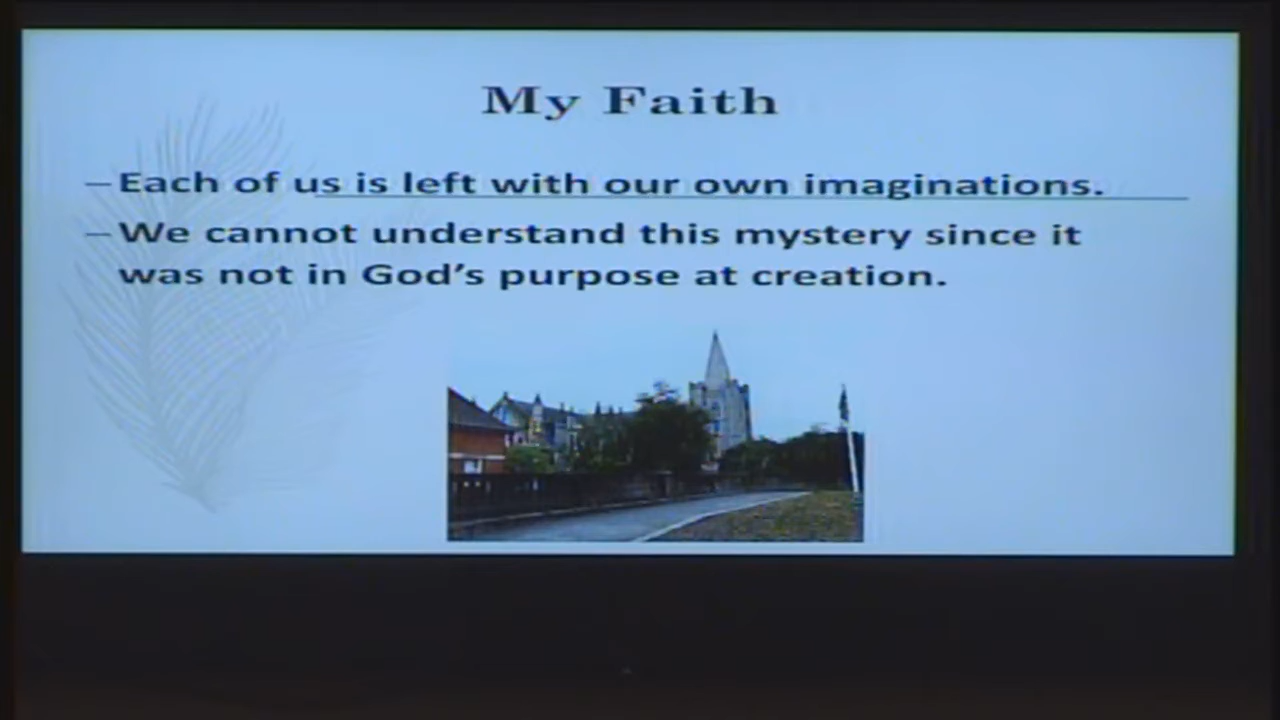 My Faith
– Each of us is left with our own imaginations.
– We cannot understand this mystery since it
was not in God's purpose at creation.